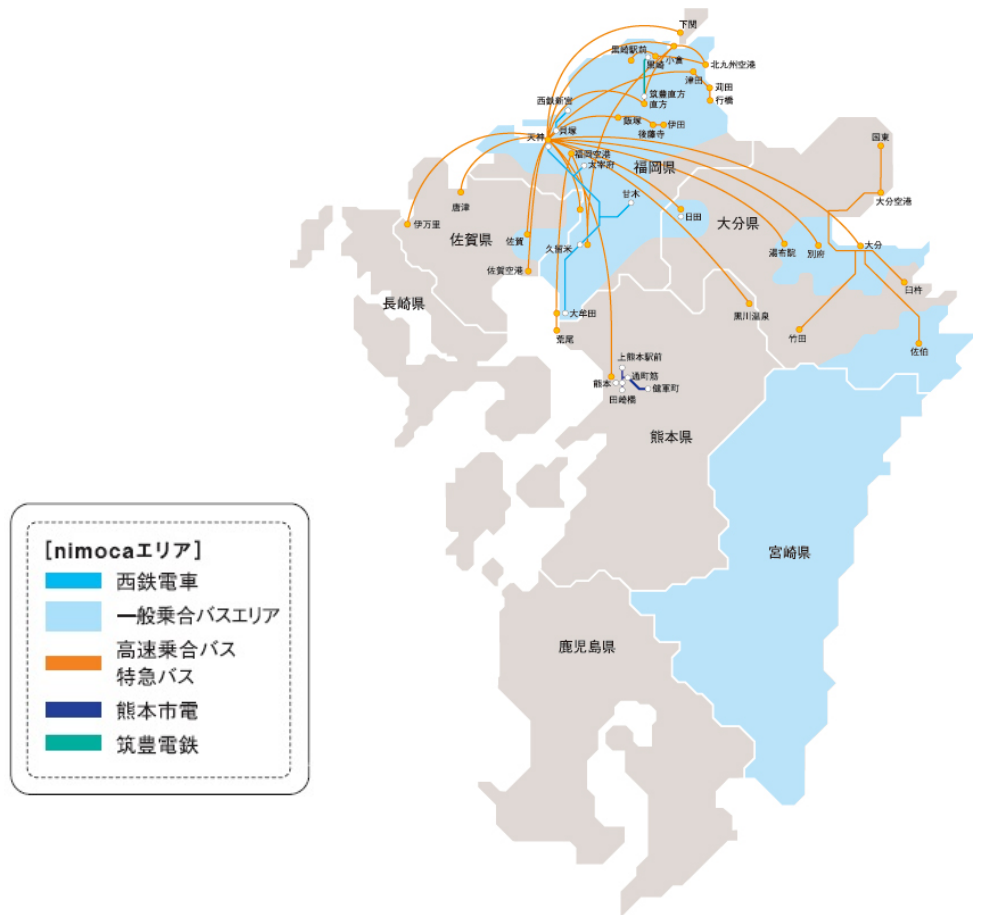 下関
黒崎駅前
黒崎
小倉
北九州空港
津田
苅田
行橋
筑豊直方
直方
西鉄新宮
貝塚
天神
飯塚
後藤寺
伊田
福岡空港
太宰府
福岡県
国東
大分空港
甘木
日田
大分県
唐津
伊万里
佐賀県
佐賀
久留米
佐賀空港
湯布院
別府
大分
臼杵
長崎県
大牟田
荒尾
黒川温泉
竹田
佐伯
上熊本駅前
通町筋
熊本
健軍町
田崎橋
熊本県
宮崎県
鹿児島県
[nimocaエリア]
西鉄電車
一般乗合バスエリア
高速乗合バス
特急バス
熊本市電
筑豊電鉄